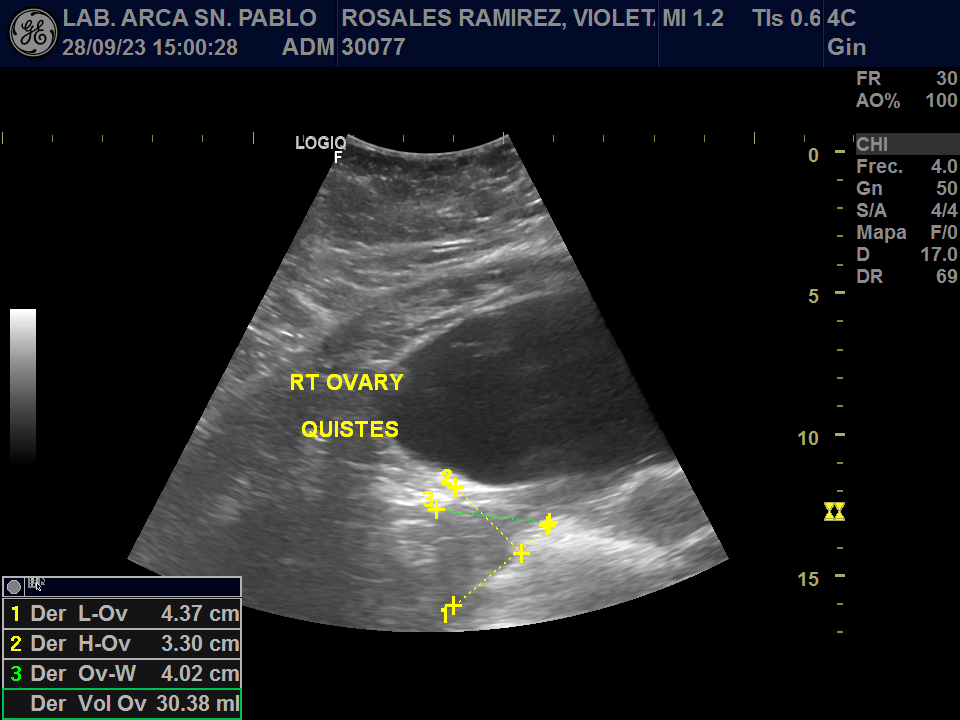 LAB. ARCA SN. PABLO
28/09/23 15:00:28 ADM
ROSALES RAMIREZ, VIOLET
30077
MI 1.2 TIs 0.6
4C
Gin
FR 30
AO% 100
CHI
Frec. 4.0
Gn 50
S/A 4/4
Mapa F/0
D 17.0
DR 69
LOGIQ
F
0
5
10
15
RT OVARY
QUISTES
2
3
1
1 Der L-Ov 4.37 cm
2 Der H-Ov 3.30 cm
3 Der Ov-W 4.02 cm
Der Vol Ov 30.38 ml